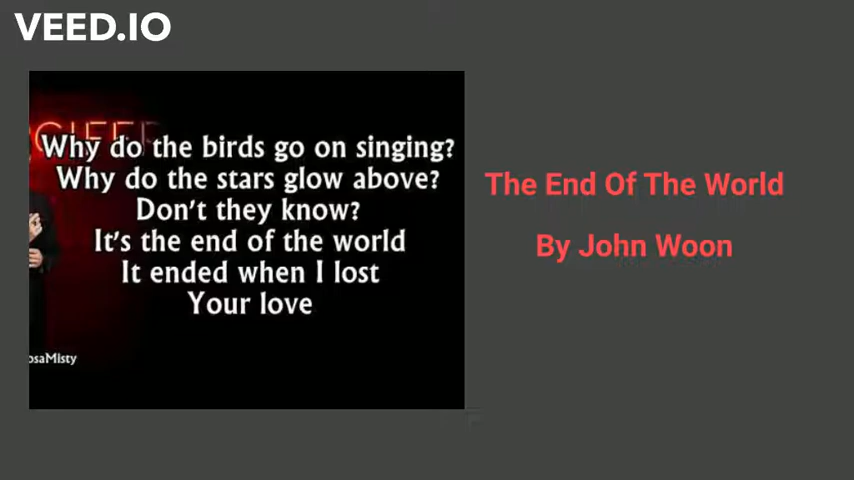 VEED.IO
Why do the birds go on singing?
Why do the stars glow above?
Don't they know?
It's the end of the world
It ended when I lost
Your love
osaMisty
The End Of The World
By John Woon